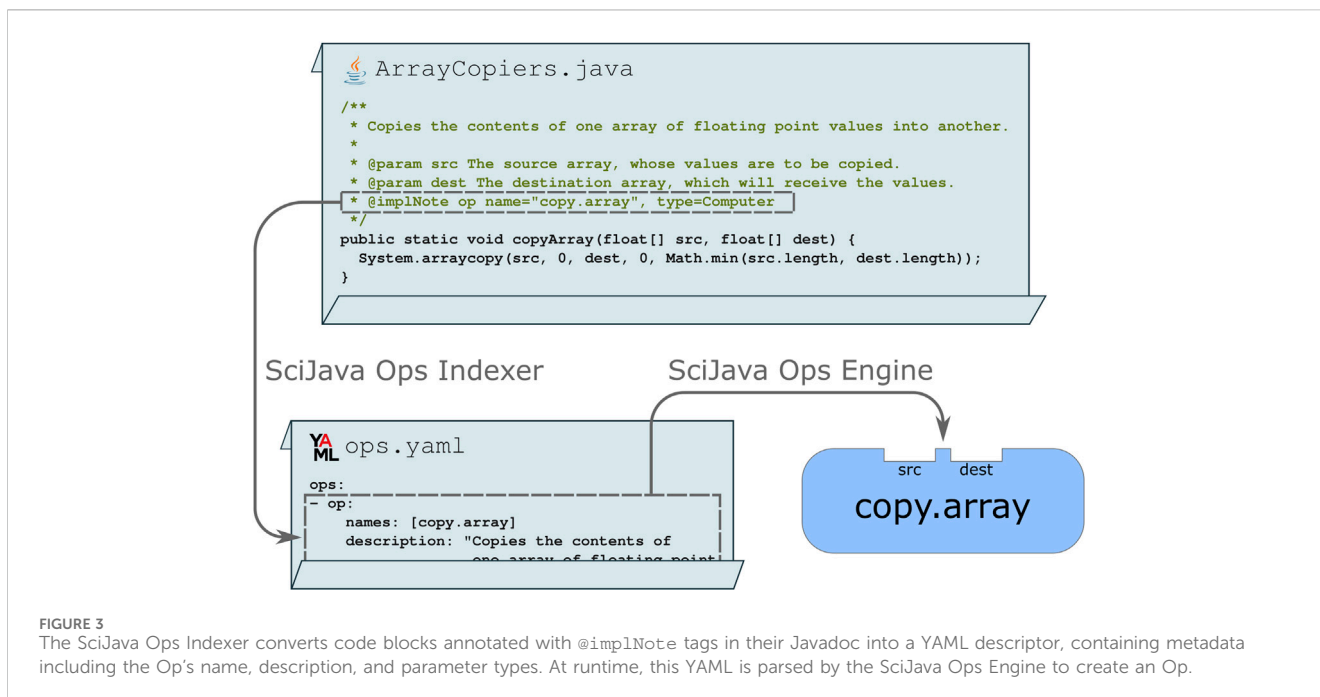 ArrayCopiers.java
/**
* Copies the contents of one array of floating point values into another.
*
* @param src The source array, whose values are to be copied.
* @param dest The destination array, which will receive the values.
* @implNote op name="copy.array", type=Computer
*/
public static void copyArray(float[] src, float[] dest) {
System.arraycopy(src, 0, dest, 0, Math.min(src.length, dest.length));
}
SciJava Ops Indexer
SciJava Ops Engine
YAML
ops.yaml
ops:
– op:
names: [copy.array]
description: "Copies the contents of
one array of floating point
src dest
copy.array
FIGURE 3
The SciJava Ops Indexer converts code blocks annotated with @implNote tags in their Javadoc into a YAML descriptor, containing metadata
including the Op's name, description, and parameter types. At runtime, this YAML is parsed by the SciJava Ops Engine to create an Op.